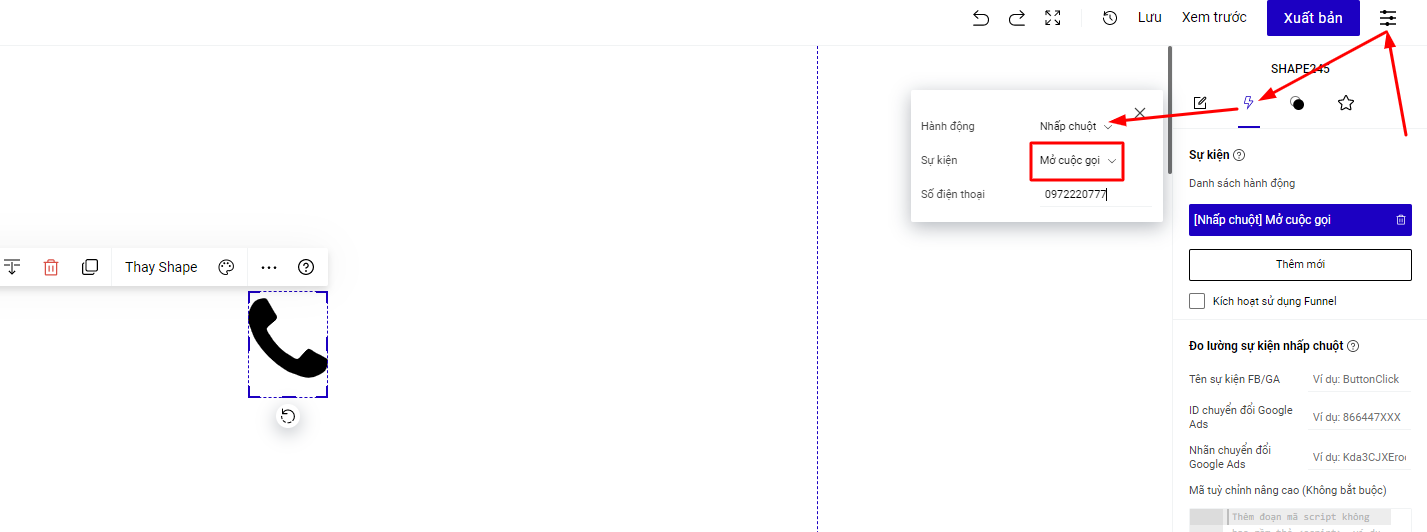 Lưu
Xem trước
Xuất bản
SHAPE245
Hành động
Nhấp chuột
Sự kiện
Mở cuộc gọi
Số điện thoại
0972220777
Sự kiện
Danh sách hành động
[Nhấp chuột] Mở cuộc gọi
Thêm mới
Kích hoạt sử dụng Funnel
Thay Shape
Đo lường sự kiện nhấp chuột
Tên sự kiện FB/GA
Ví dụ: ButtonClick
ID chuyển đổi Google
Ads
Ví dụ: 866447XXX
Nhãn chuyển đổi
Google Ads
Ví dụ: Kda3CJXEro
Mã tuỳ chỉnh nâng cao (Không bắt buộc)
Thêm đoạn mã script không